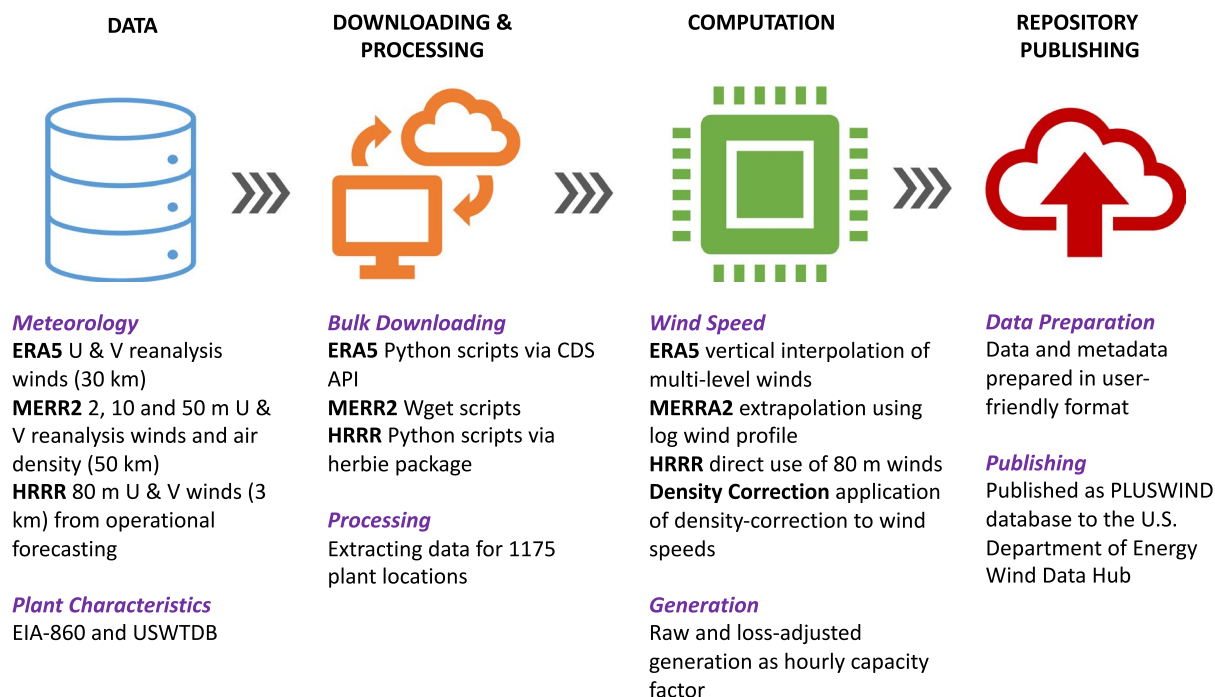 DATA
DOWNLOADING &
PROCESSING
COMPUTATION
REPOSITORY
PUBLISHING
Meteorology
ERA5 U & V reanalysis
winds (30 km)
MERR2 2, 10 and 50 m U &
V reanalysis winds and air
density (50 km)
HRRR 80 m U & V winds (3
km) from operational
forecasting
Plant Characteristics
EIA-860 and USWTDB
Bulk Downloading
ERA5 Python scripts via CDS
API
MERR2 Wget scripts
HRRR Python scripts via
herbie package
Processing
Extracting data for 1175
plant locations
Wind Speed
ERA5 vertical interpolation of
multi-level winds
MERRA2 extrapolation using
log wind profile
HRRR direct use of 80 m winds
Density Correction application
of density-correction to wind
speeds
Generation
Raw and loss-adjusted
generation as hourly capacity
factor
Data Preparation
Data and metadata
prepared in user-
friendly format
Publishing
Published as PLUSWIND
database to the U.S.
Department of Energy
Wind Data Hub